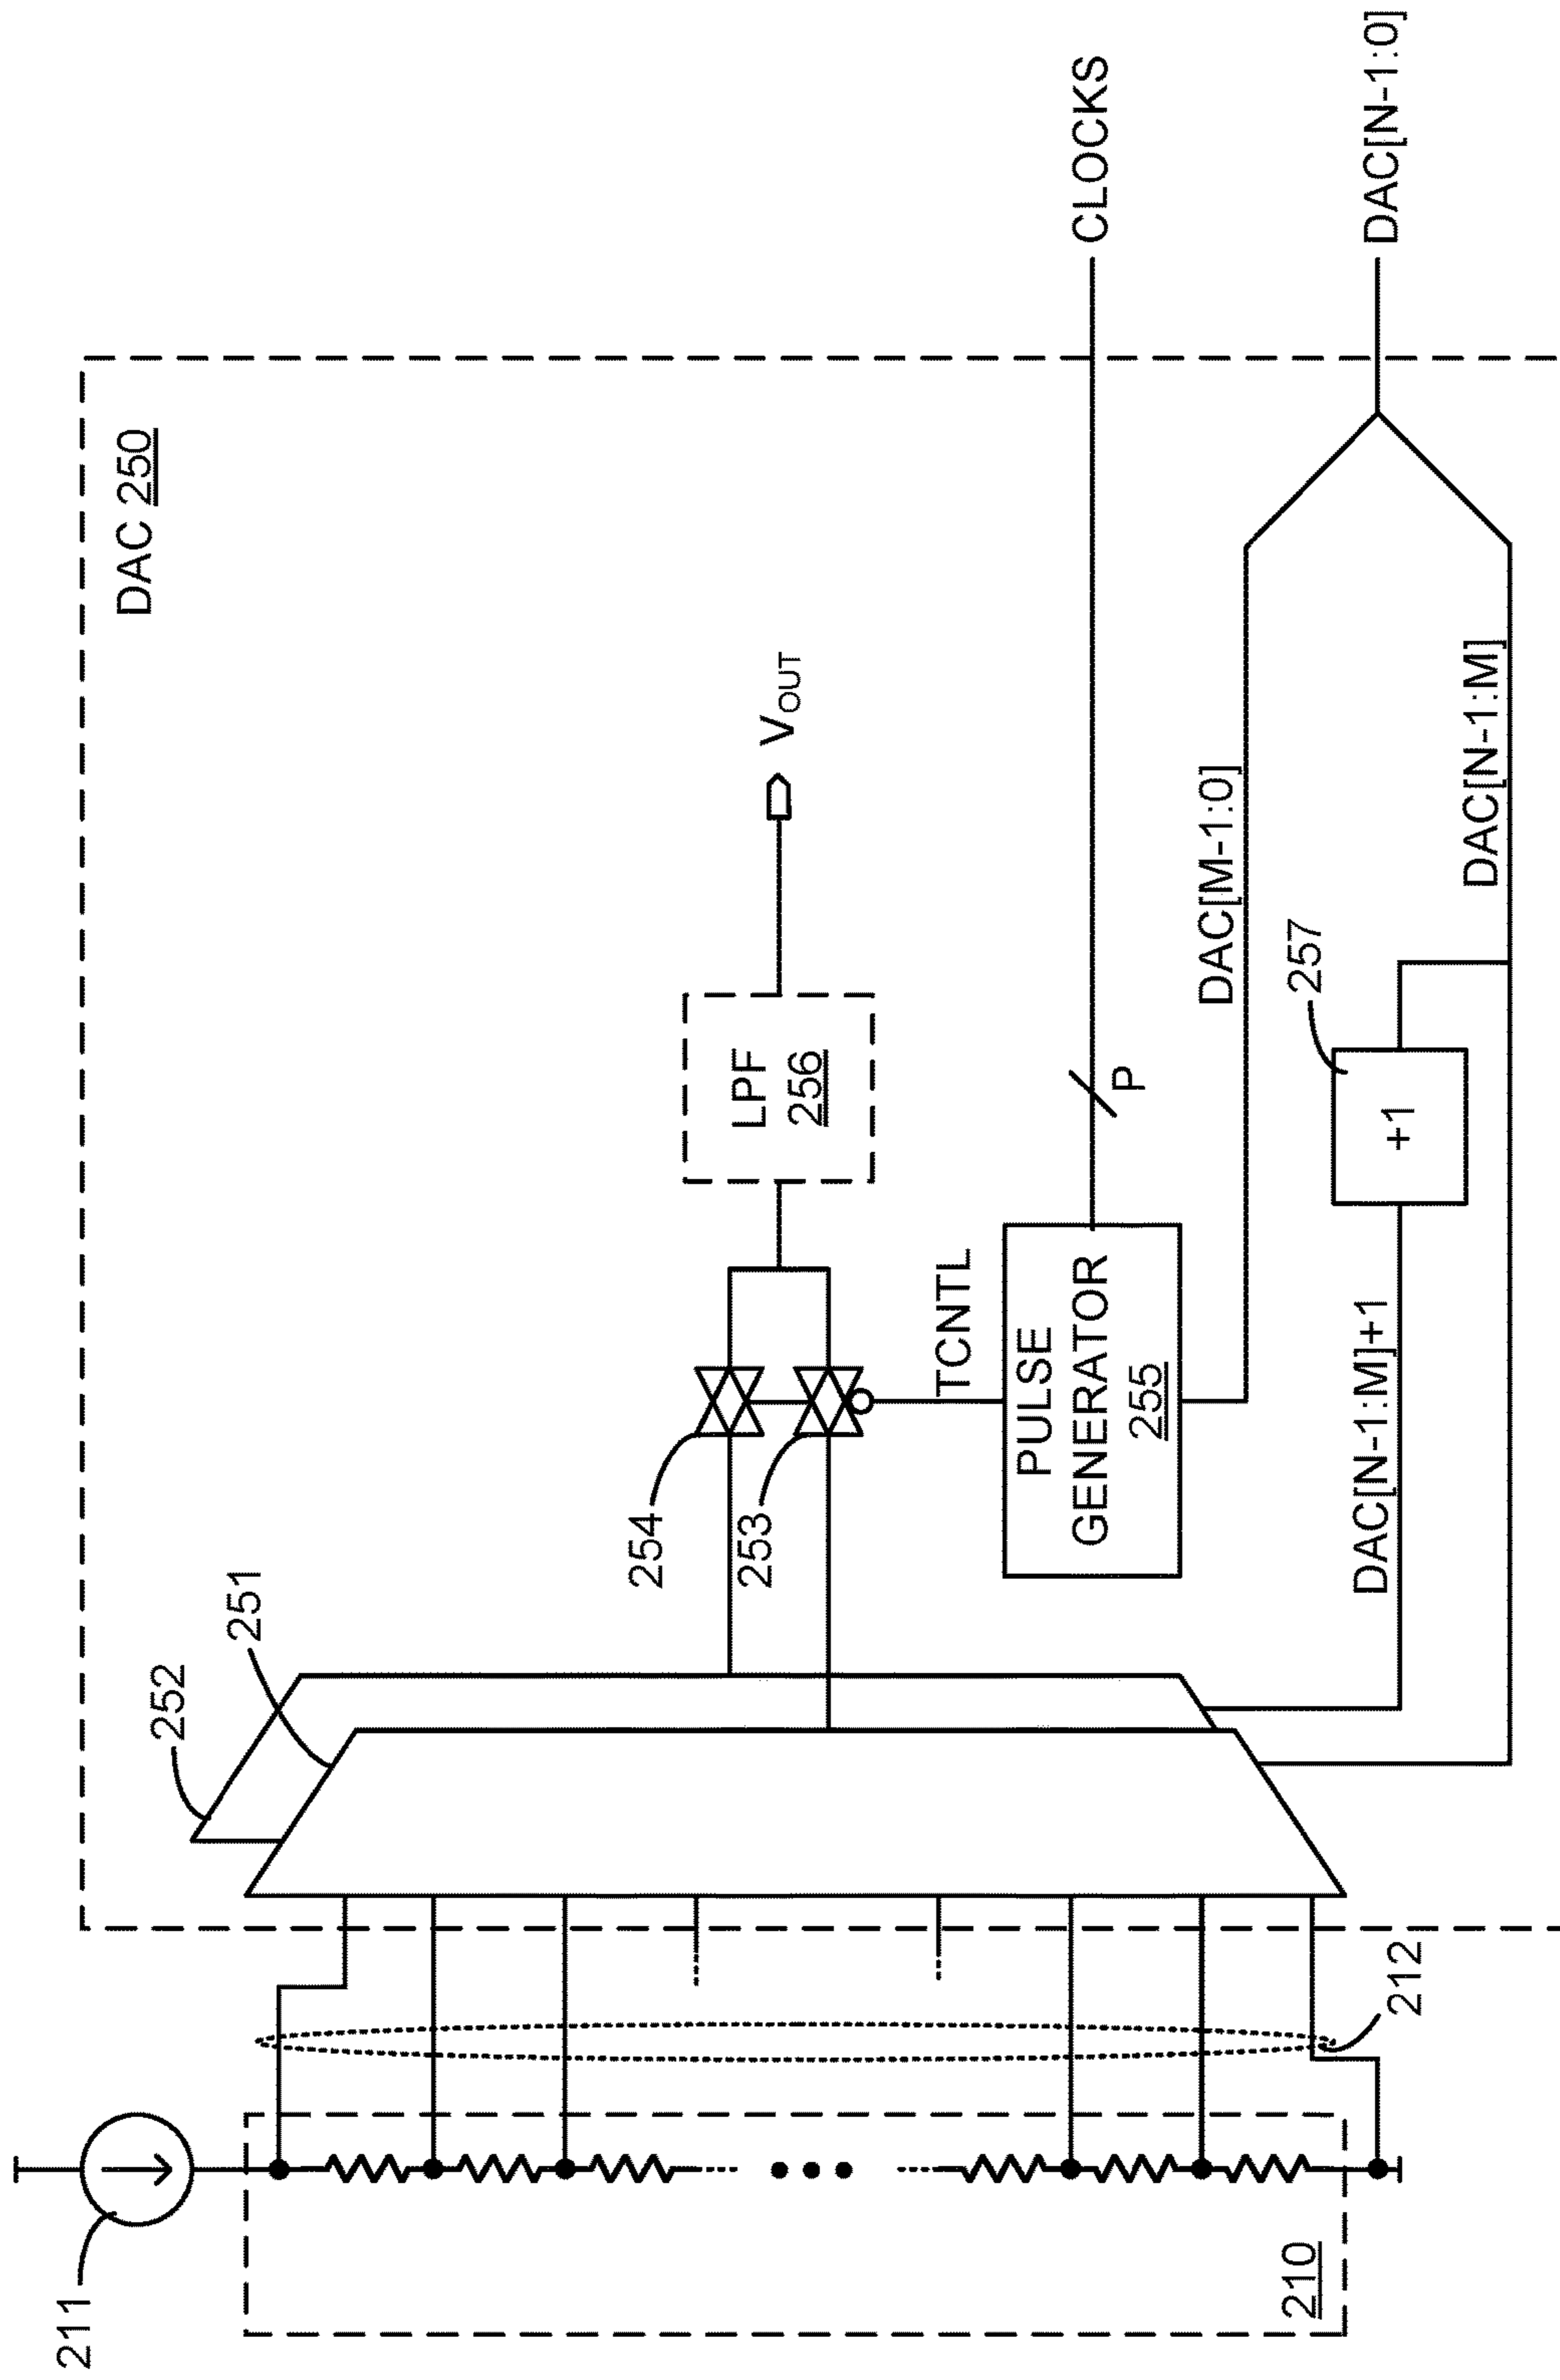 DAC 250
211
210
212
252
251
254
253
LPF
256
VOUT
TCNTL
PULSE
GENERATOR
255
P
CLOCKS
DAC[M-1:0]
257
+1
DAC[N-1:M]+1
DAC[N-1:M]
DAC[N-1:0]